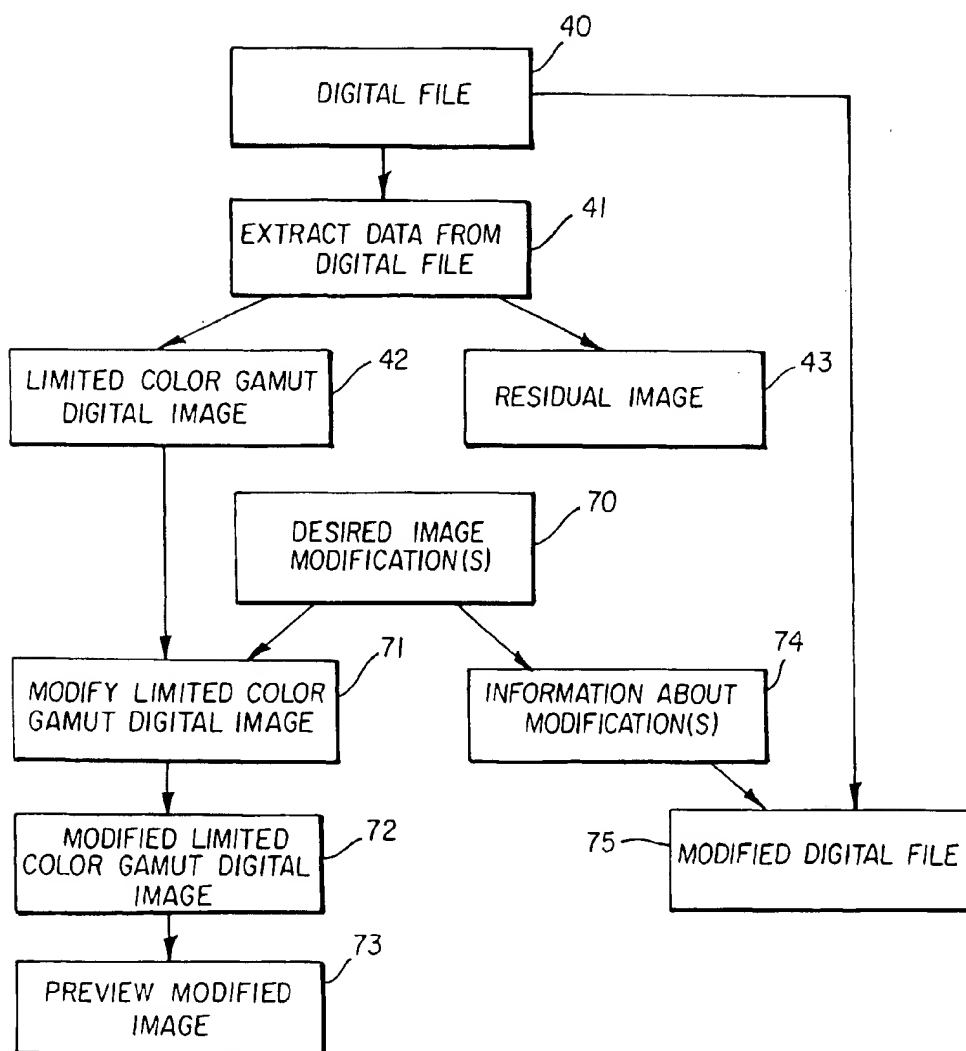 40
DIGITAL FILE
41
EXTRACT DATA FROM
DIGITAL FILE
42
LIMITED COLOR GAMUT
DIGITAL IMAGE
43
RESIDUAL IMAGE
70
DESIRED IMAGE
MODIFICATION(S)
71
MODIFY LIMITED COLOR
GAMUT DIGITAL IMAGE
74
INFORMATION ABOUT
MODIFICATION(S)
72
MODIFIED LIMITED
COLOR GAMUT DIGITAL
IMAGE
75
MODIFIED DIGITAL FILE
73
PREVIEW MODIFIED
IMAGE